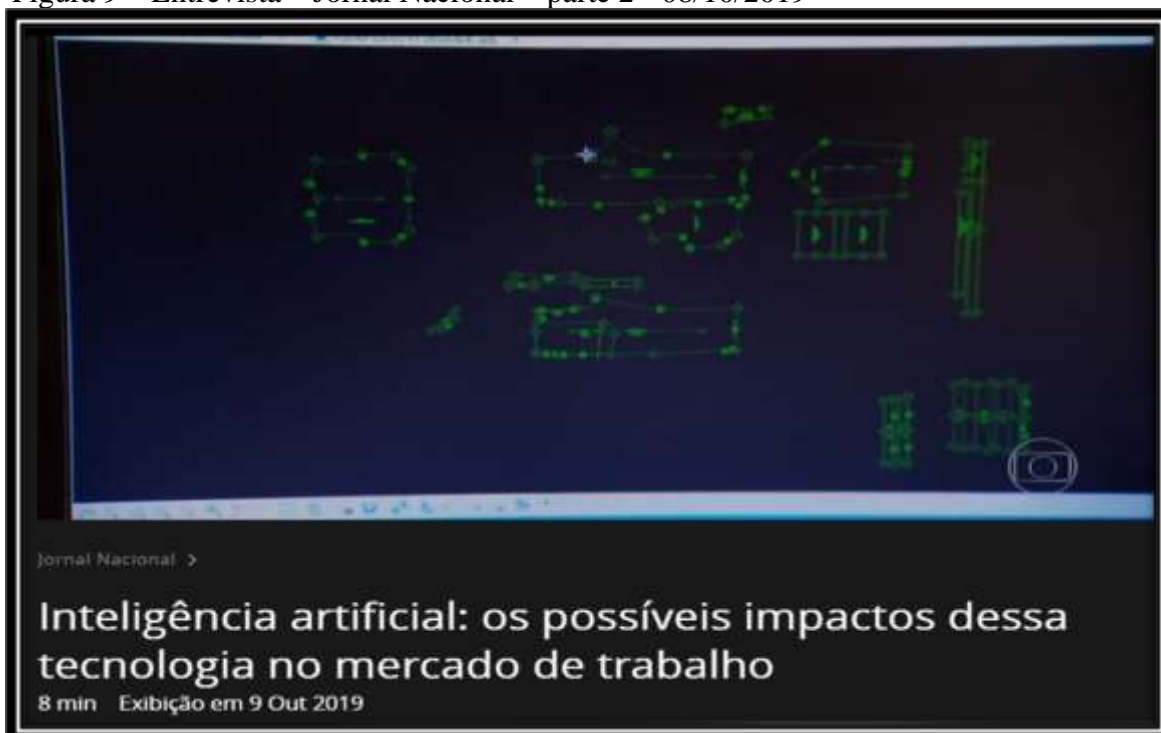 Figura 9 – Entrevista – Jornal Nacional – parte 2 - 08/10/2019
Jornal Nacional >
Inteligência artificial: os possíveis impactos dessa
tecnologia no mercado de trabalho
8 min Exibição em 9 Out 2019